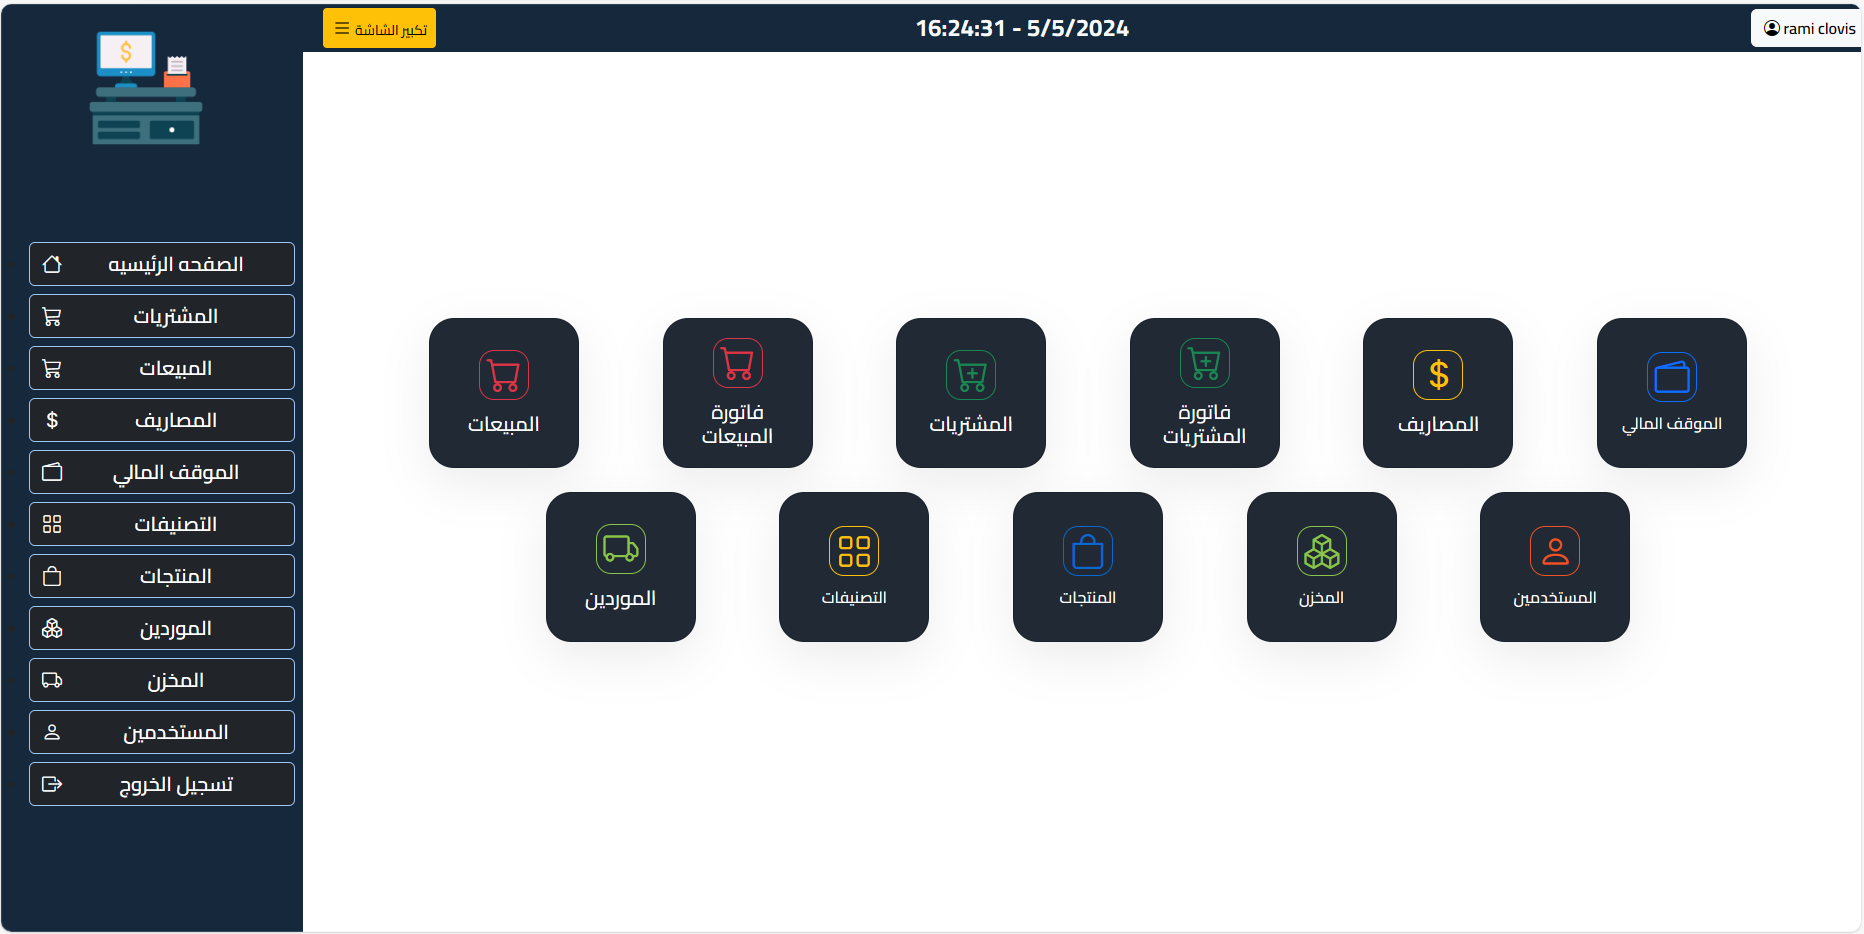 تكبير الشاشة
16:24:31 - 5/5/2024
rami clovis
الصفحه الرئيسيه
المشتريات
المبيعات
المصاريف
الموقف المالي
التصنيفات
المنتجات
الموردين
المخزن
المستخدمين
تسجيل الخروج
المبيعات
فاتورة
المبيعات
المشتريات
فاتورة
المشتريات
المصاريف
الموقف المالي
الموردين
التصنيفات
المنتجات
المخزن
المستخدمين